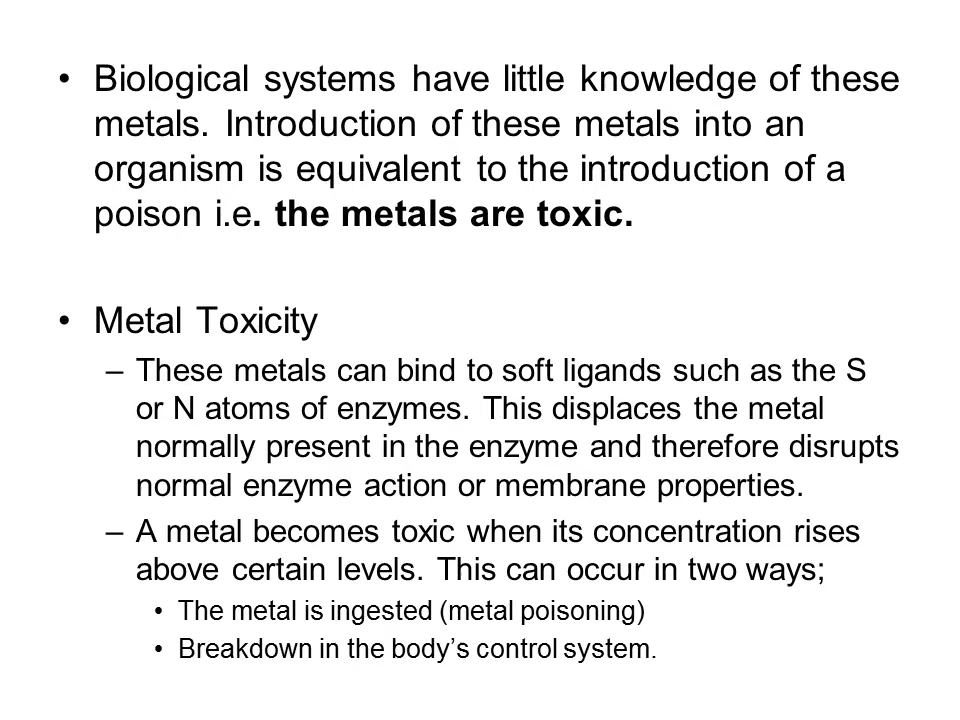 • Biological systems have little knowledge of these
metals. Introduction of these metals into an
organism is equivalent to the introduction of a
poison i.e. the metals are toxic.
• Metal Toxicity
– These metals can bind to soft ligands such as the S
or N atoms of enzymes. This displaces the metal
normally present in the enzyme and therefore disrupts
normal enzyme action or membrane properties.
– A metal becomes toxic when its concentration rises
above certain levels. This can occur in two ways;
• The metal is ingested (metal poisoning)
• Breakdown in the body’s control system.